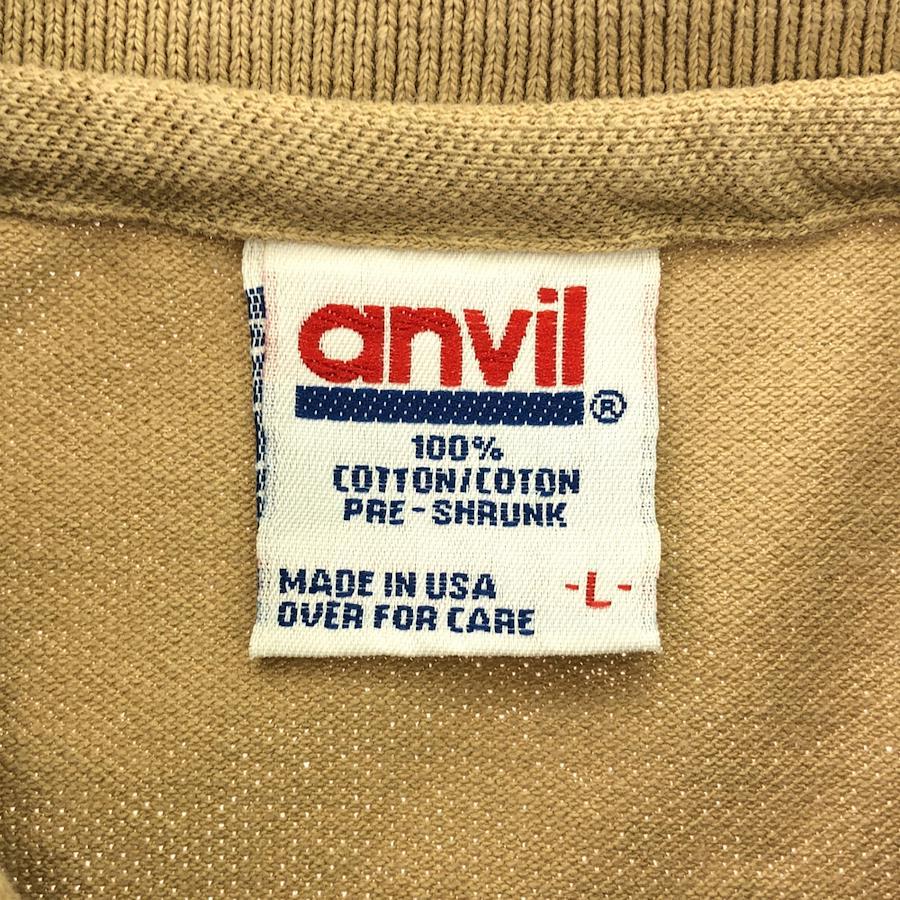 anvil
®
100%
COTTON/COTON
PRE-SHRUNK
MADE IN USA
-L-
OVER FOR CARE